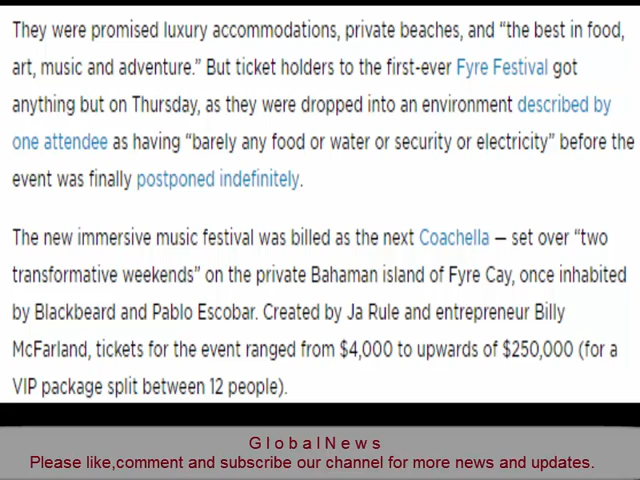 They were promised luxury accommodations, private beaches, and “the best in food,
art, music and adventure.” But ticket holders to the first-ever Fyre Festival got
anything but on Thursday, as they were dropped into an environment described by
one attendee as having “barely any food or water or security or electricity” before the
event was finally postponed indefinitely.
The new immersive music festival was billed as the next Coachella — set over “two
transformative weekends” on the private Bahaman island of Fyre Cay, once inhabited
by Blackbeard and Pablo Escobar. Created by Ja Rule and entrepreneur Billy
McFarland, tickets for the event ranged from $4,000 to upwards of $250,000 (for a
VIP package split between 12 people).
G l o b a l N e w s
Please like,comment and subscribe our channel for more news and updates.